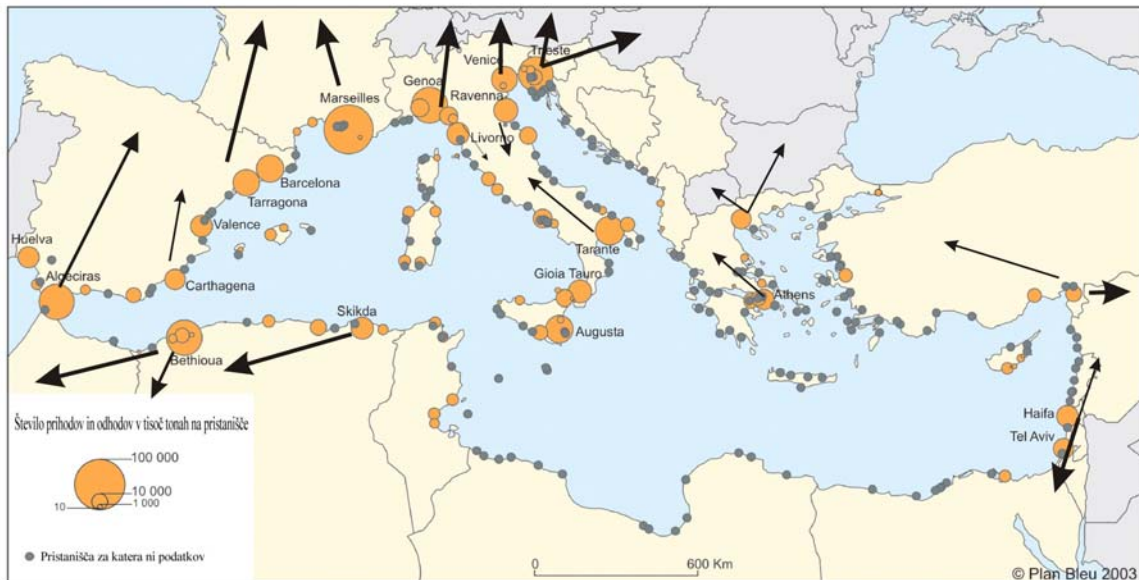 Venice
Trieste
Genoa
Marseilles
Ravenna
Livorno
Barcelona
Tarragona
Valence
Huelva
Tarante
Algeciras
Gioia Tauro
Carthagena
Athens
Skikda
Augusta
Bethioua
Haifa
Tel Aviv
Število prihodov in odhodov v tisoč tonah na pristanišče
100 000
10 000
1 000
10
Pristanišča za katera ni podatkov
0 600 Km
© Plan Bleu 2003